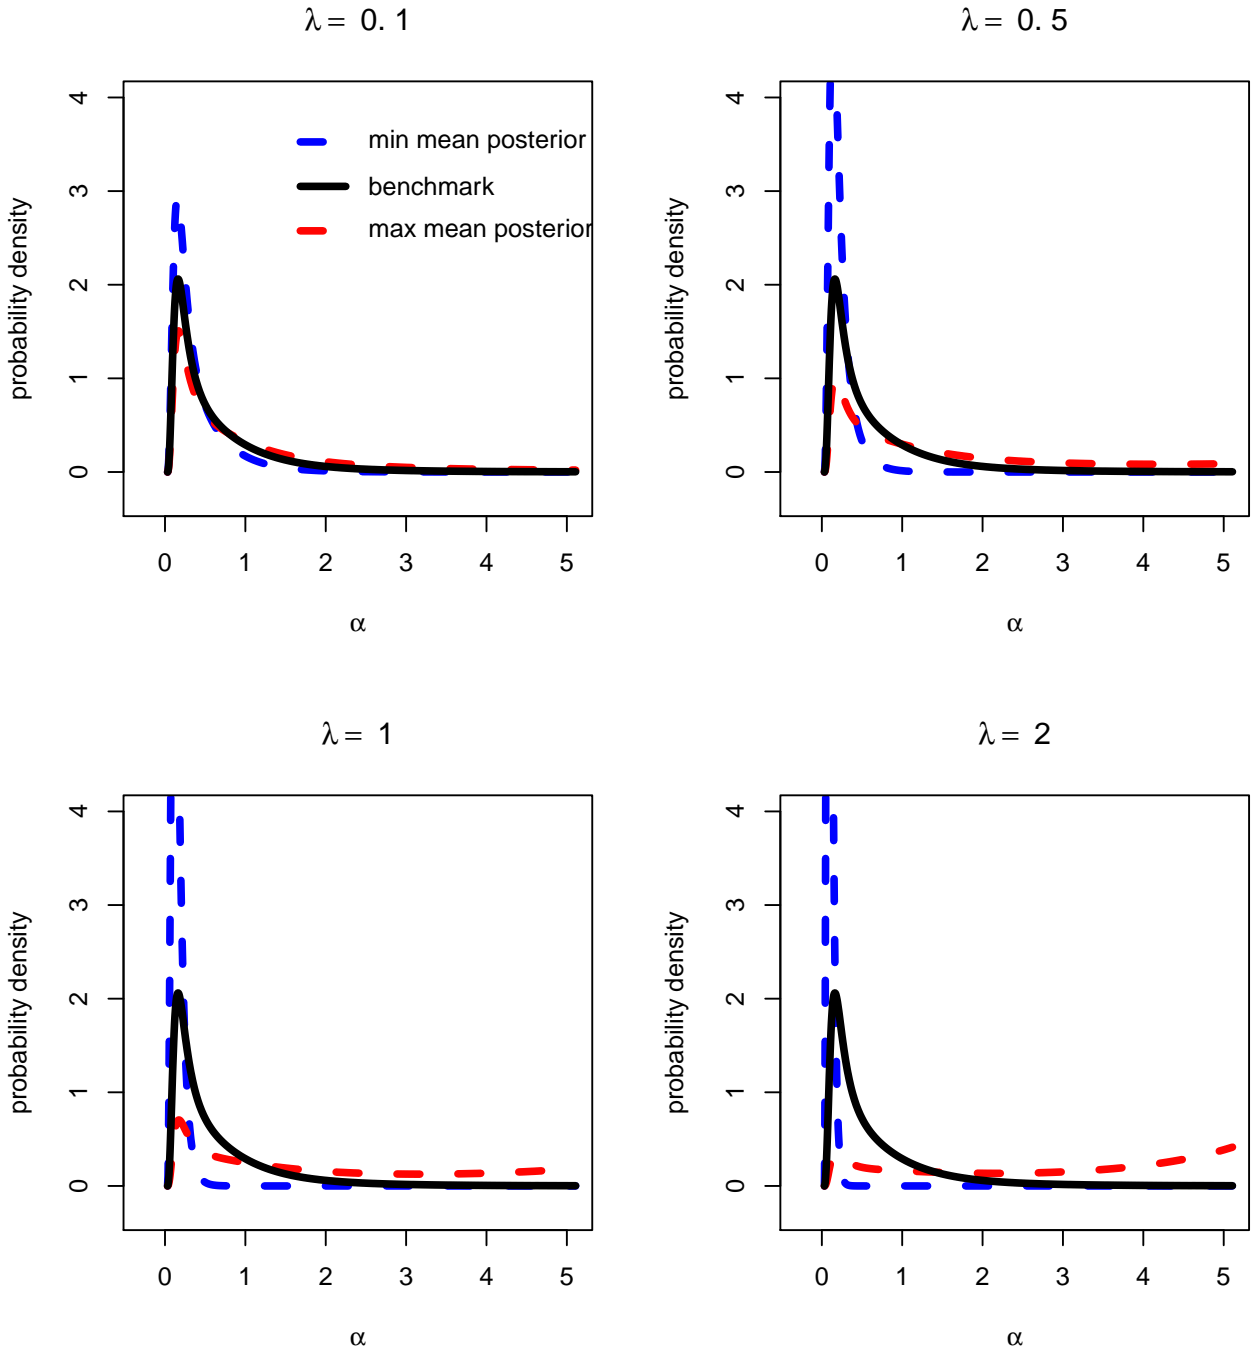 λ = 0. 1
probability density
4
3
2
1
0
min mean posterior
benchmark
max mean posterior
0 1 2 3 4 5
α
λ = 0. 5
probability density
4
3
2
1
0
0 1 2 3 4 5
α
λ = 1
probability density
4
3
2
1
0
0 1 2 3 4 5
α
λ = 2
probability density
4
3
2
1
0
0 1 2 3 4 5
α